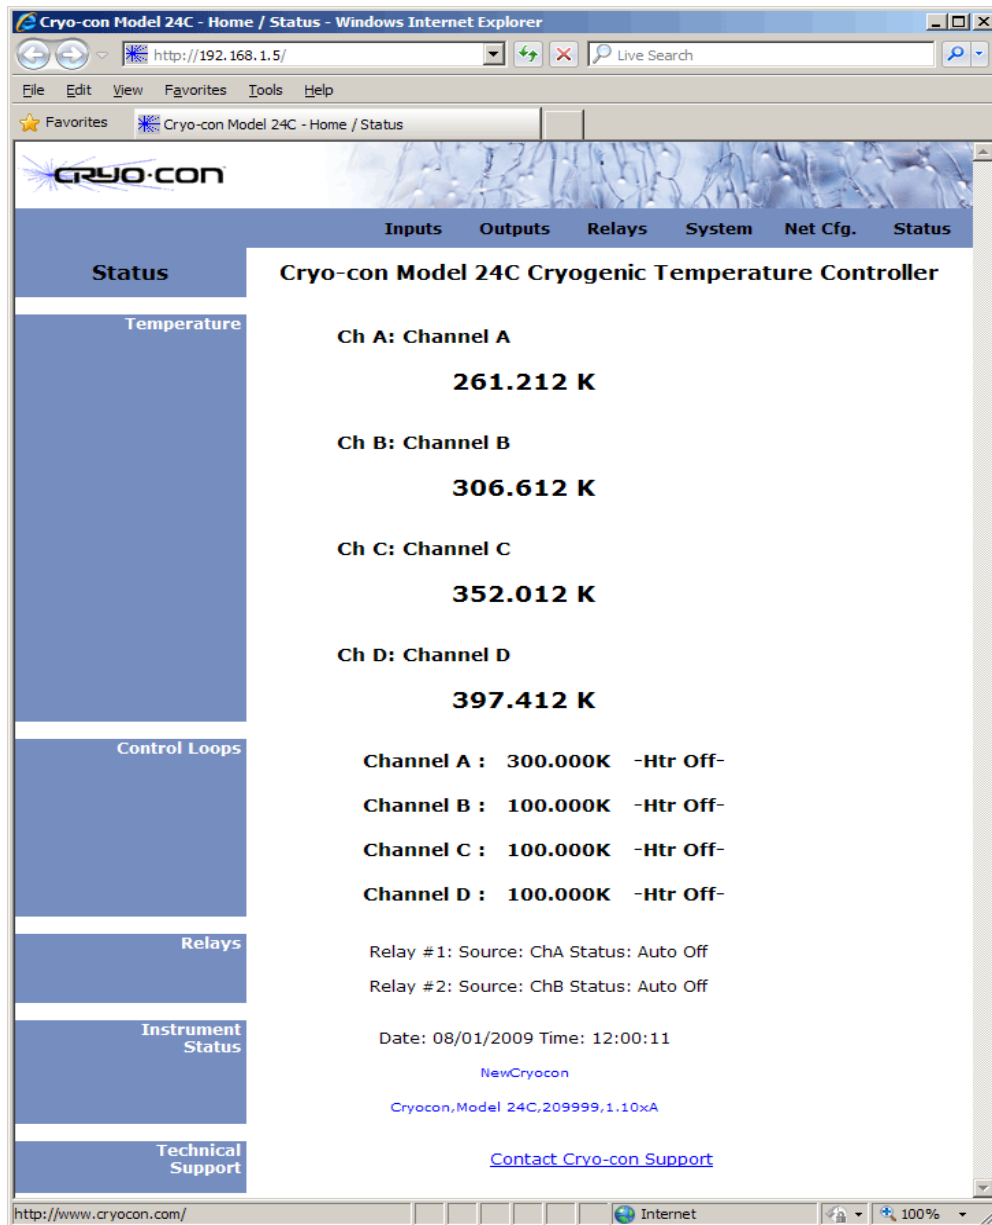 Cryo-con Model 24C - Home / Status - Windows Internet Explorer
http://192.168.1.5/
Live Search
File Edit View Favorites Tools Help
Favorites
Cryo-con Model 24C - Home / Status
CRYO·CON
Inputs Outputs Relays System Net Cfg. Status
Status
Cryo-con Model 24C Cryogenic Temperature Controller
Temperature
Ch A: Channel A
261.212 K
Ch B: Channel B
306.612 K
Ch C: Channel C
352.012 K
Ch D: Channel D
397.412 K
Control Loops
Channel A : 300.000K -Htr Off-
Channel B : 100.000K -Htr Off-
Channel C : 100.000K -Htr Off-
Channel D : 100.000K -Htr Off-
Relays
Relay #1: Source: ChA Status: Auto Off
Relay #2: Source: ChB Status: Auto Off
Instrument
Status
Date: 08/01/2009 Time: 12:00:11
NewCryocon
Cryocon,Model 24C,209999,1.10xA
Technical
Support
Contact Cryo-con Support
http://www.cryocon.com/
Internet
100%